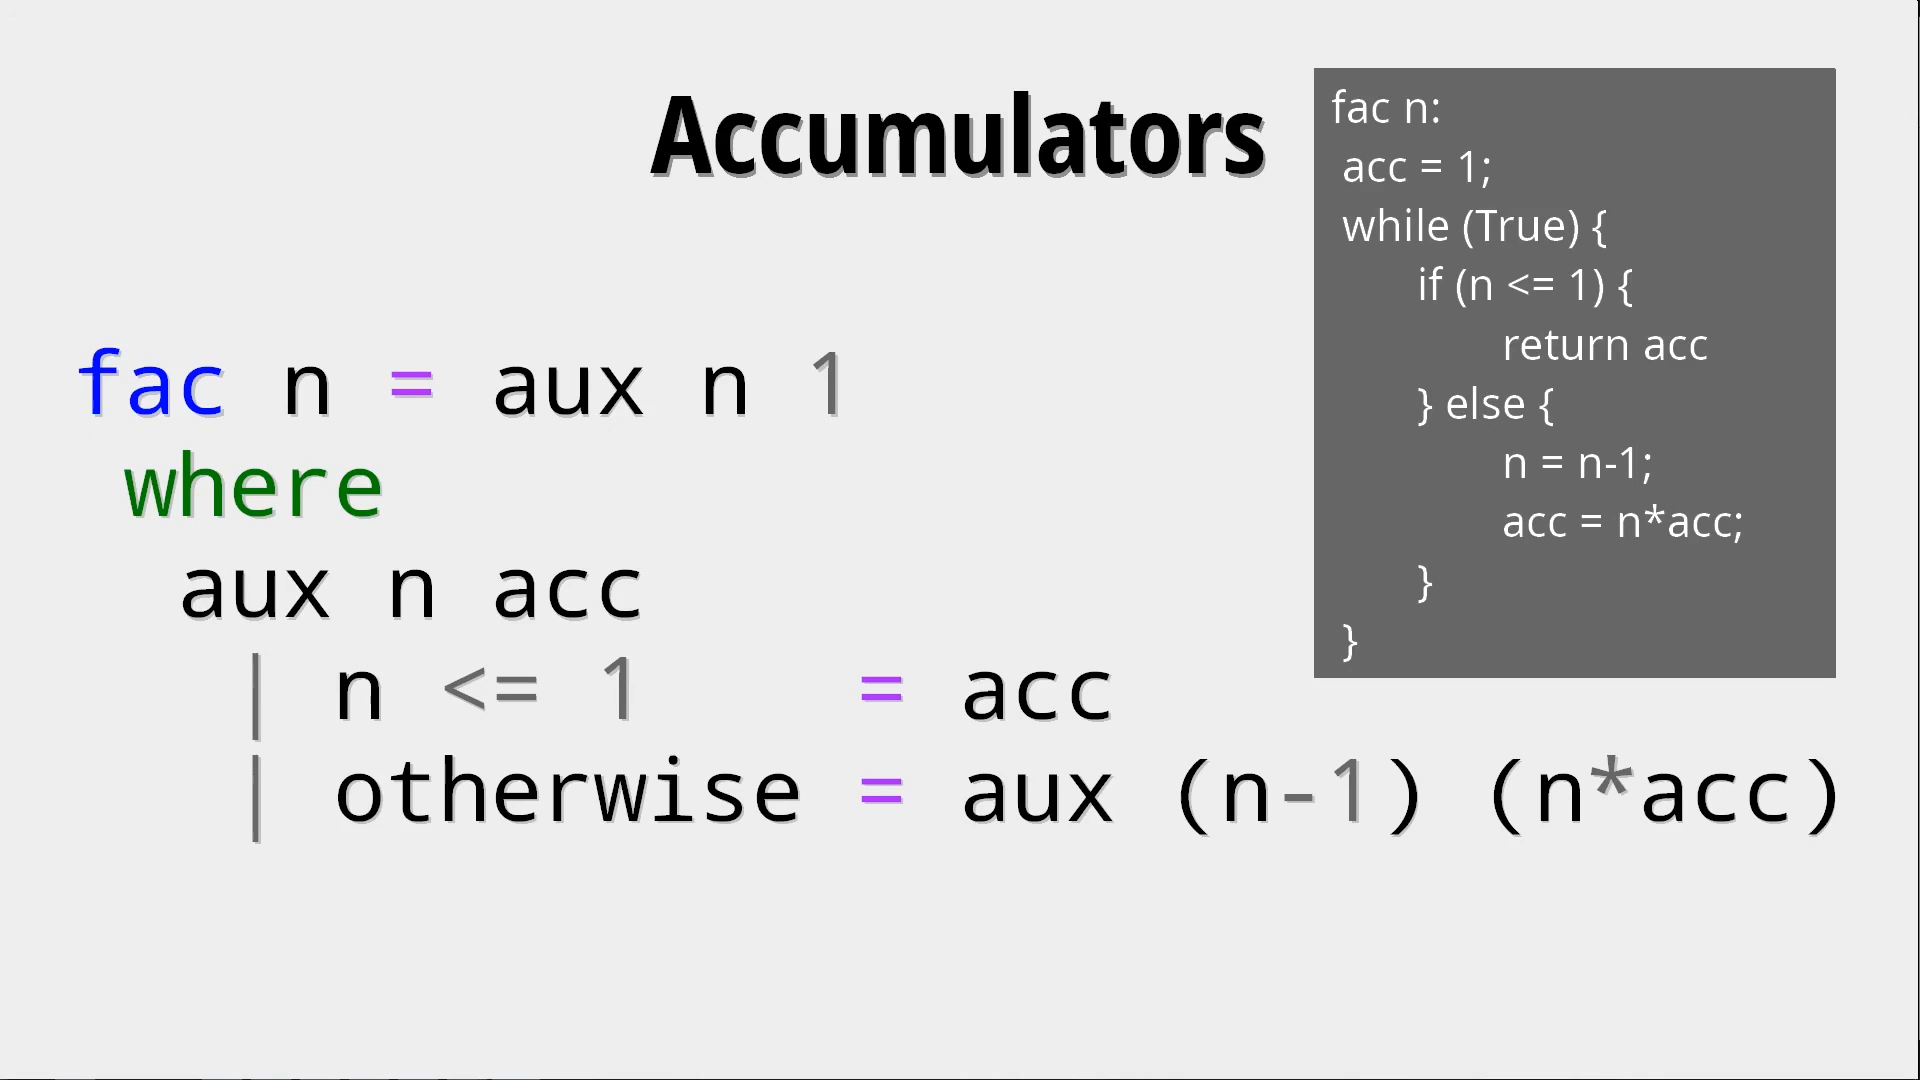 Accumulators
fac n = aux n 1
where
aux n acc
| n <= 1 = acc
| otherwise = aux (n-1) (n*acc)
fac n:
acc = 1;
while (True) {
if (n <= 1) {
return acc
} else {
n = n-1;
acc = n*acc;
}
}